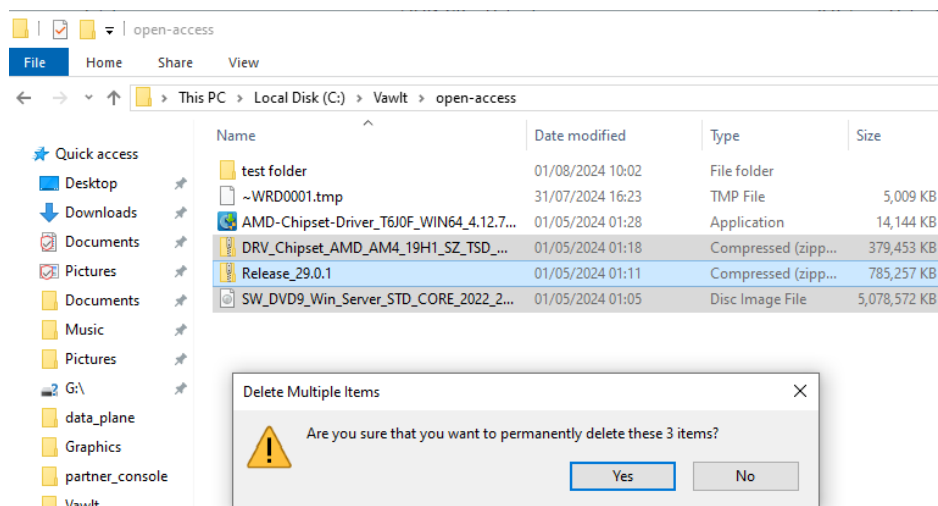 open-access
File Home Share View
This PC > Local Disk (C:) > Vawlt > open-access
Name Date modified Type Size
Quick access
Desktop
Downloads
Documents
Pictures
Documents
Music
Pictures
G:\
data_plane
Graphics
partner_console
Vawlt
test folder 01/08/2024 10:02 File folder
~WRD0001.tmp 31/07/2024 16:23 TMP File 5,009 KB
AMD-Chipset-Driver_T6J0F_WIN64_4.12.7... 01/05/2024 01:28 Application 14,144 KB
DRV_Chipset_AMD_AM4_19H1_SZ_TSD_... 01/05/2024 01:18 Compressed (zipp... 379,453 KB
Release_29.0.1 01/05/2024 01:11 Compressed (zipp... 785,257 KB
SW_DVD9_Win_Server_STD_CORE_2022_2... 01/05/2024 01:05 Disc Image File 5,078,572 KB
Delete Multiple Items
Are you sure that you want to permanently delete these 3 items?
Yes No